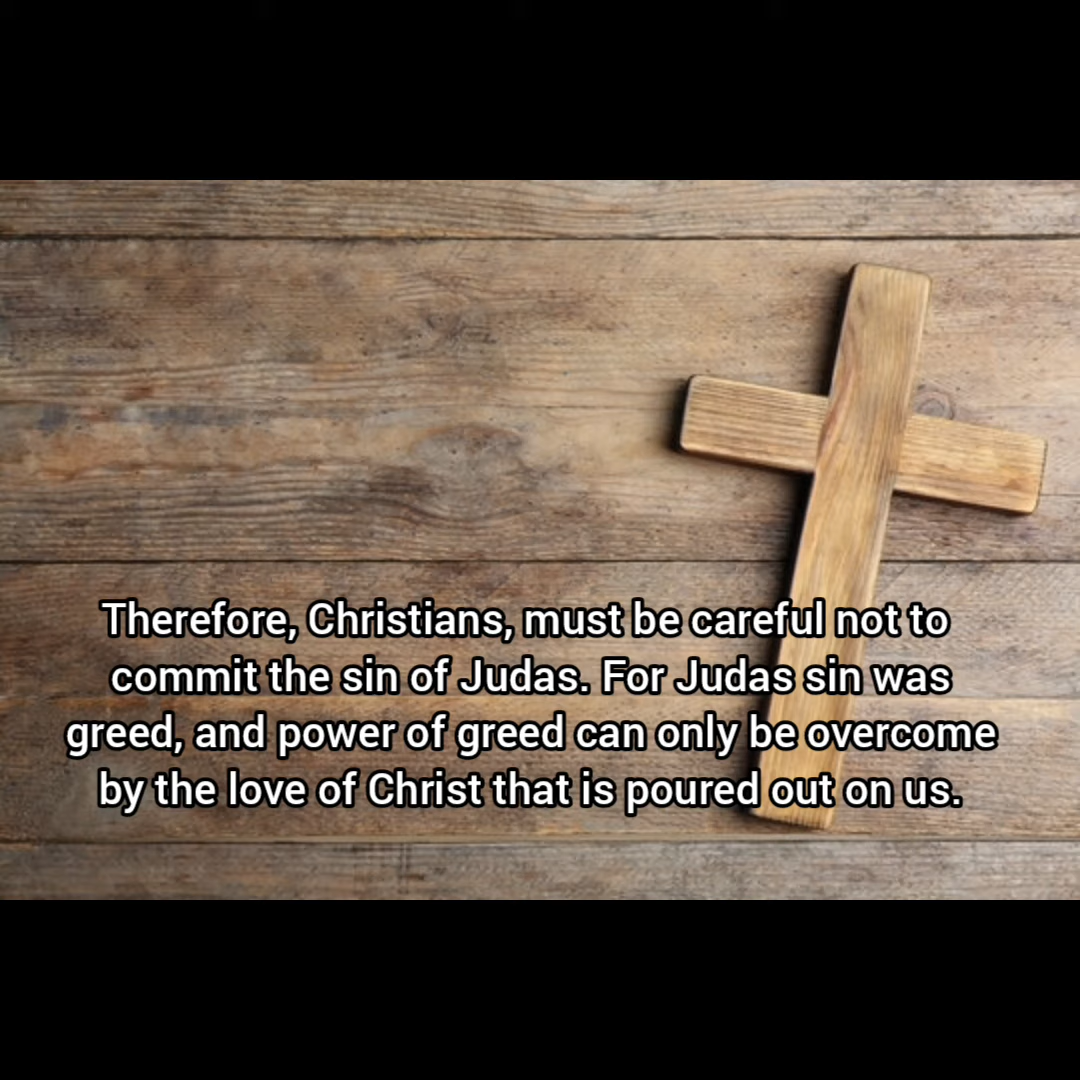 Therefore, Christians, must be careful not to
commit the sin of Judas. For Judas sin was
greed, and power of greed can only be overcome
by the love of Christ that is poured out on us.